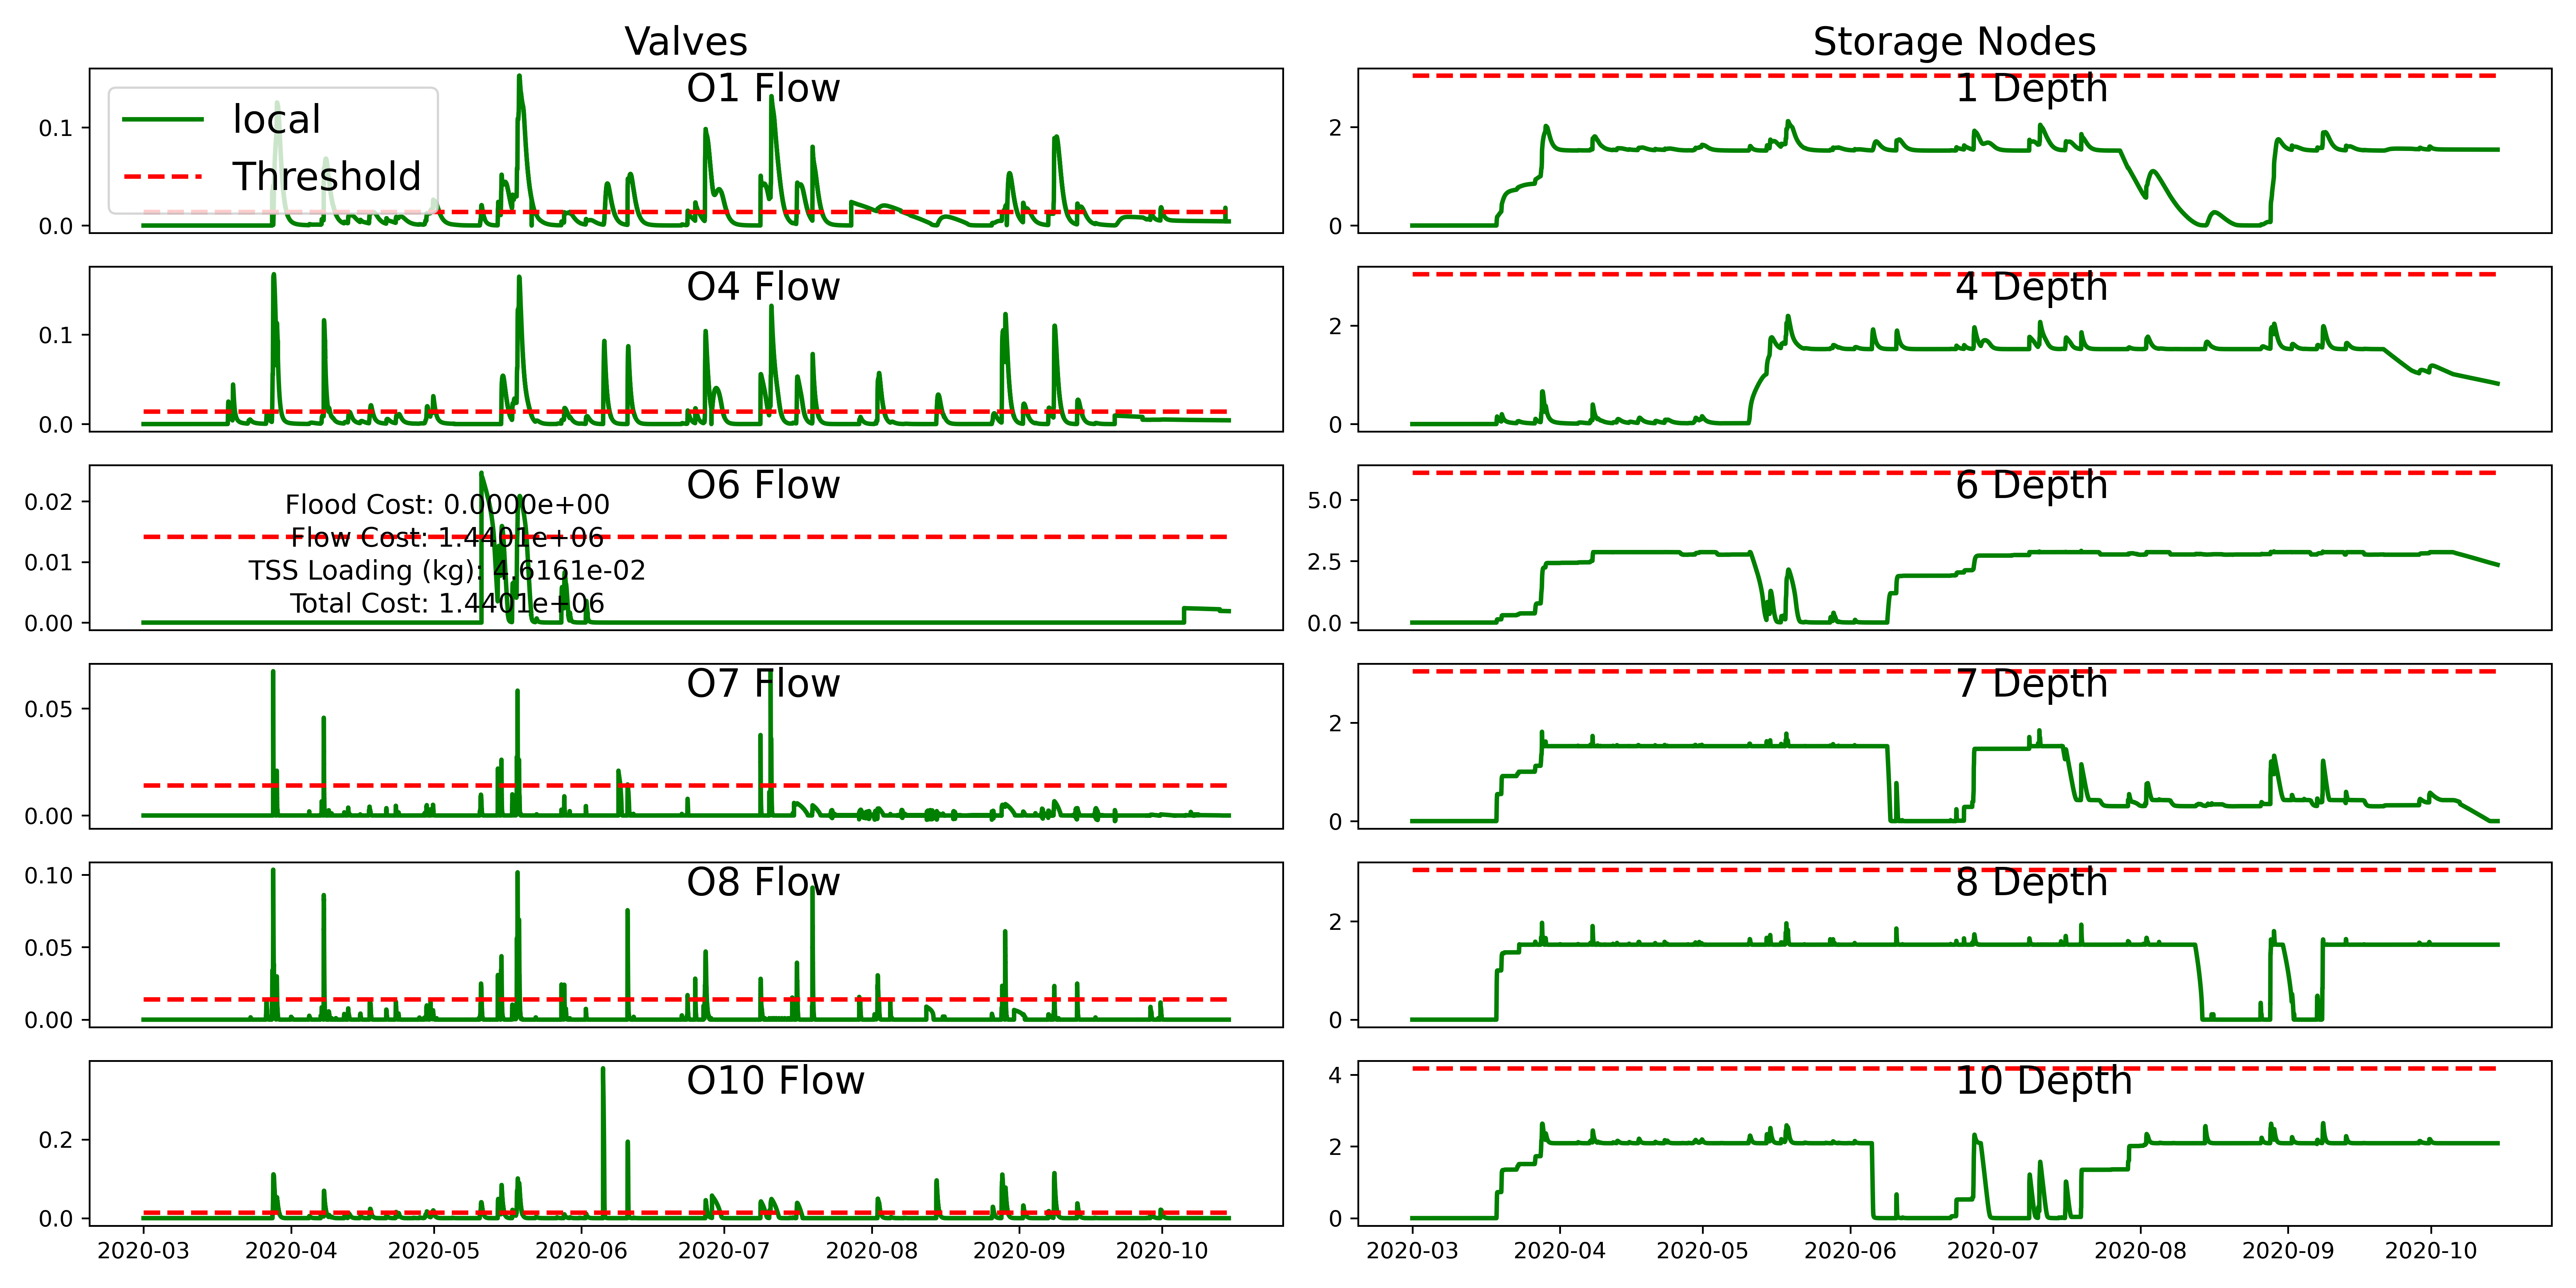 Valves
Storage Nodes
O1 Flow
local
Threshold
0.1
0.0
1 Depth
2
0
O4 Flow
0.1
0.0
4 Depth
2
0
O6 Flow
0.02
0.01
0.00
Flood Cost: 0.0000e+00
Flow Cost: 1.4401e+06
TSS Loading (kg): 4.6161e-02
Total Cost: 1.4401e+06
6 Depth
5.0
2.5
0.0
O7 Flow
0.05
0.00
7 Depth
2
0
O8 Flow
0.10
0.05
0.00
8 Depth
2
0
O10 Flow
0.2
0.0
2020-03 2020-04 2020-05 2020-06 2020-07 2020-08 2020-09 2020-10
10 Depth
4
2
0
2020-03 2020-04 2020-05 2020-06 2020-07 2020-08 2020-09 2020-10